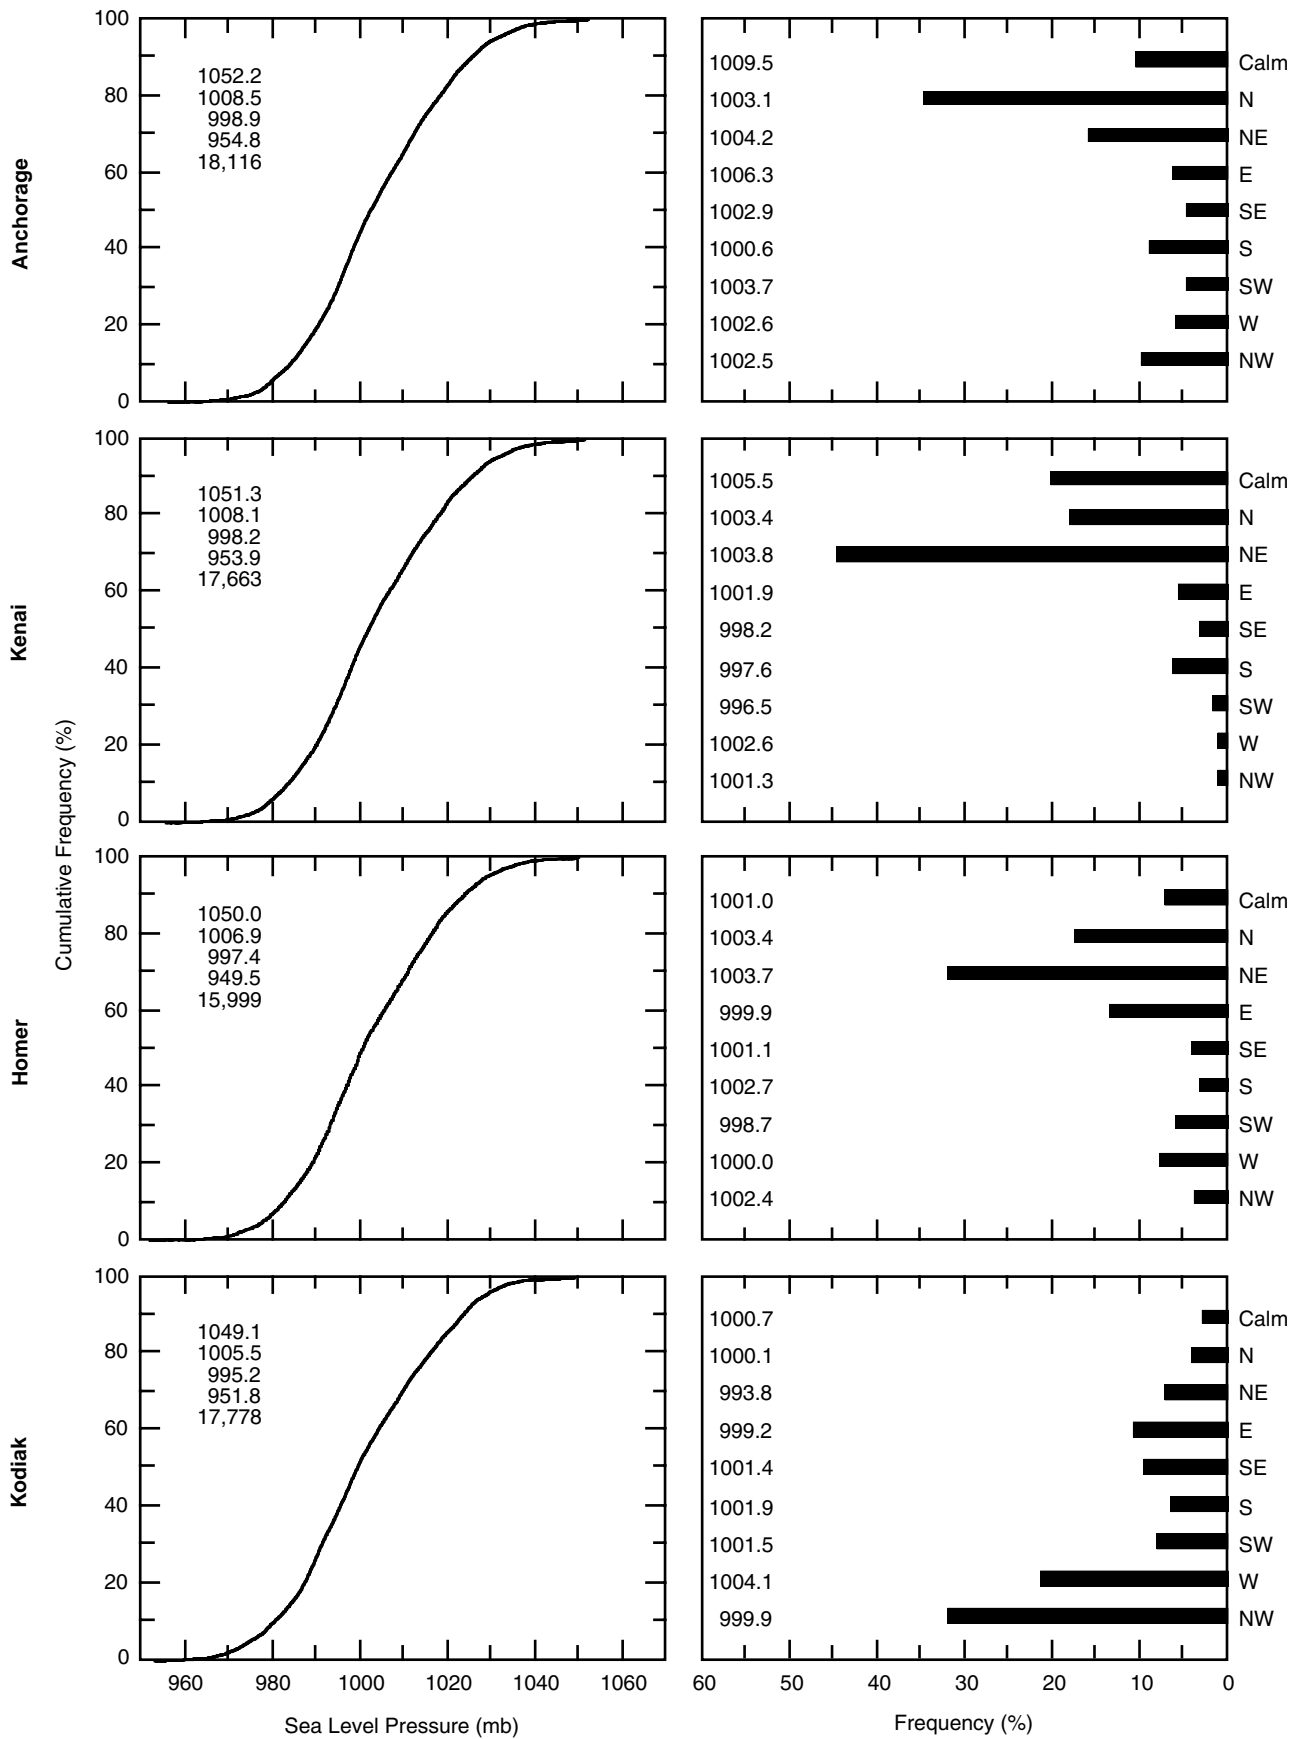 Anchorage
100
80
60
40
20
0
1052.2
1008.5
998.9
954.8
18,116
1009.5 Calm
1003.1 N
1004.2 NE
1006.3 E
1002.9 SE
1000.6 S
1003.7 SW
1002.6 W
1002.5 NW
Kenai
100
80
60
40
20
0
1051.3
1008.1
998.2
953.9
17,663
1005.5 Calm
1003.4 N
1003.8 NE
1001.9 E
998.2 SE
997.6 S
996.5 SW
1002.6 W
1001.3 NW
Cumulative Frequency (%)
Homer
100
80
60
40
20
0
1050.0
1006.9
997.4
949.5
15,999
1001.0 Calm
1003.4 N
1003.7 NE
999.9 E
1001.1 SE
1002.7 S
998.7 SW
1000.0 W
1002.4 NW
Kodiak
100
80
60
40
20
0
1049.1
1005.5
995.2
951.8
17,778
1000.7 Calm
1000.1 N
993.8 NE
999.2 E
1001.4 SE
1001.9 S
1001.5 SW
1004.1 W
999.9 NW
960 980 1000 1020 1040 1060
Sea Level Pressure (mb)
60 50 40 30 20 10 0
Frequency (%)